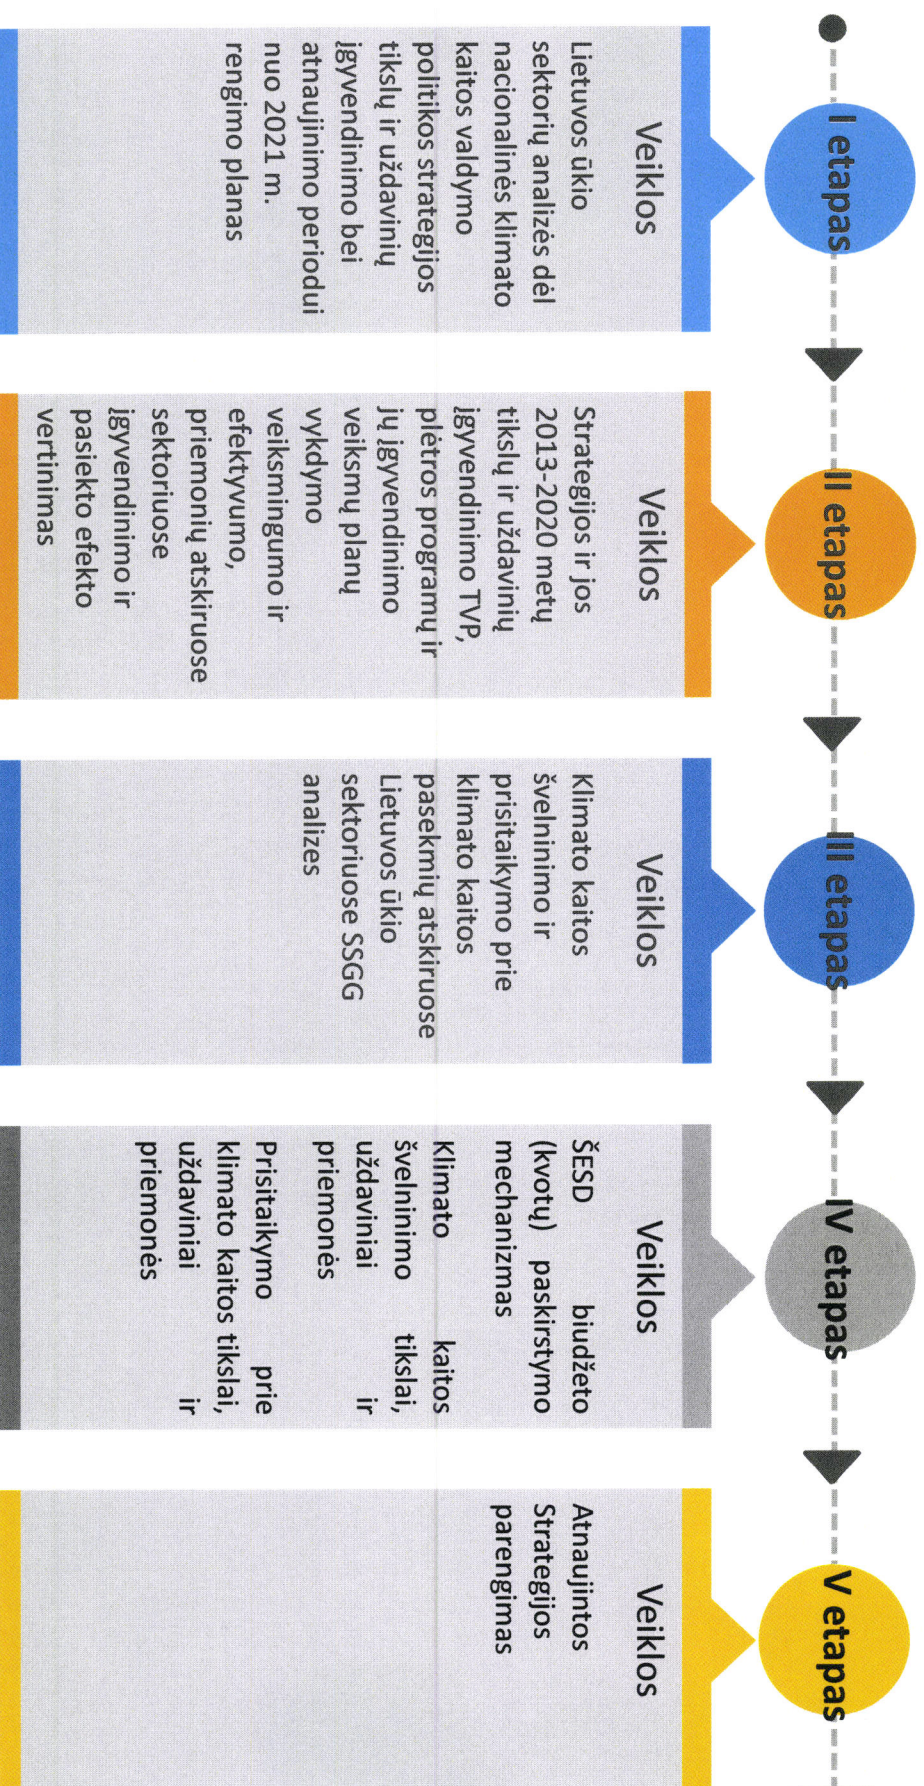 I etapas
II etapas
III etapas
IV etapas
V etapas
Veiklos
Lietuvos ūkio
sektorių analizės dėl
nacionalinės klimato
kaitos valdymo
politikos strategijos
tikslų ir uždavinių
įgyvendinimo bei
atnaujinimo periodui
nuo 2021 m.
rengimo planas
Veiklos
Strategijos ir jos
2013-2020 metų
tikslų ir uždavinių
įgyvendinimo TVP,
plėtros programų ir
jų įgyvendinimo
veiksmų planų
vykdymo
veiksmingumo ir
efektyvumo,
priemonių atskiruose
sektoriuose
įgyvendinimo ir
pasiekto efekto
vertinimas
Veiklos
Klimato kaitos
švelninimo ir
prisitaikymo prie
klimato kaitos
pasekmių atskiruose
Lietuvos ūkio
sektoriuose SSGG
analizes
Veiklos
ŠESD biudžeto
(kvotų) paskirstymo
mechanizmas
Klimato kaitos
švelninimo tikslai,
uždaviniai ir
priemonės
Prisitaikymo prie
klimato kaitos tikslai,
uždaviniai ir
priemonės
Veiklos
Atnaujintos
Strategijos
parengimas